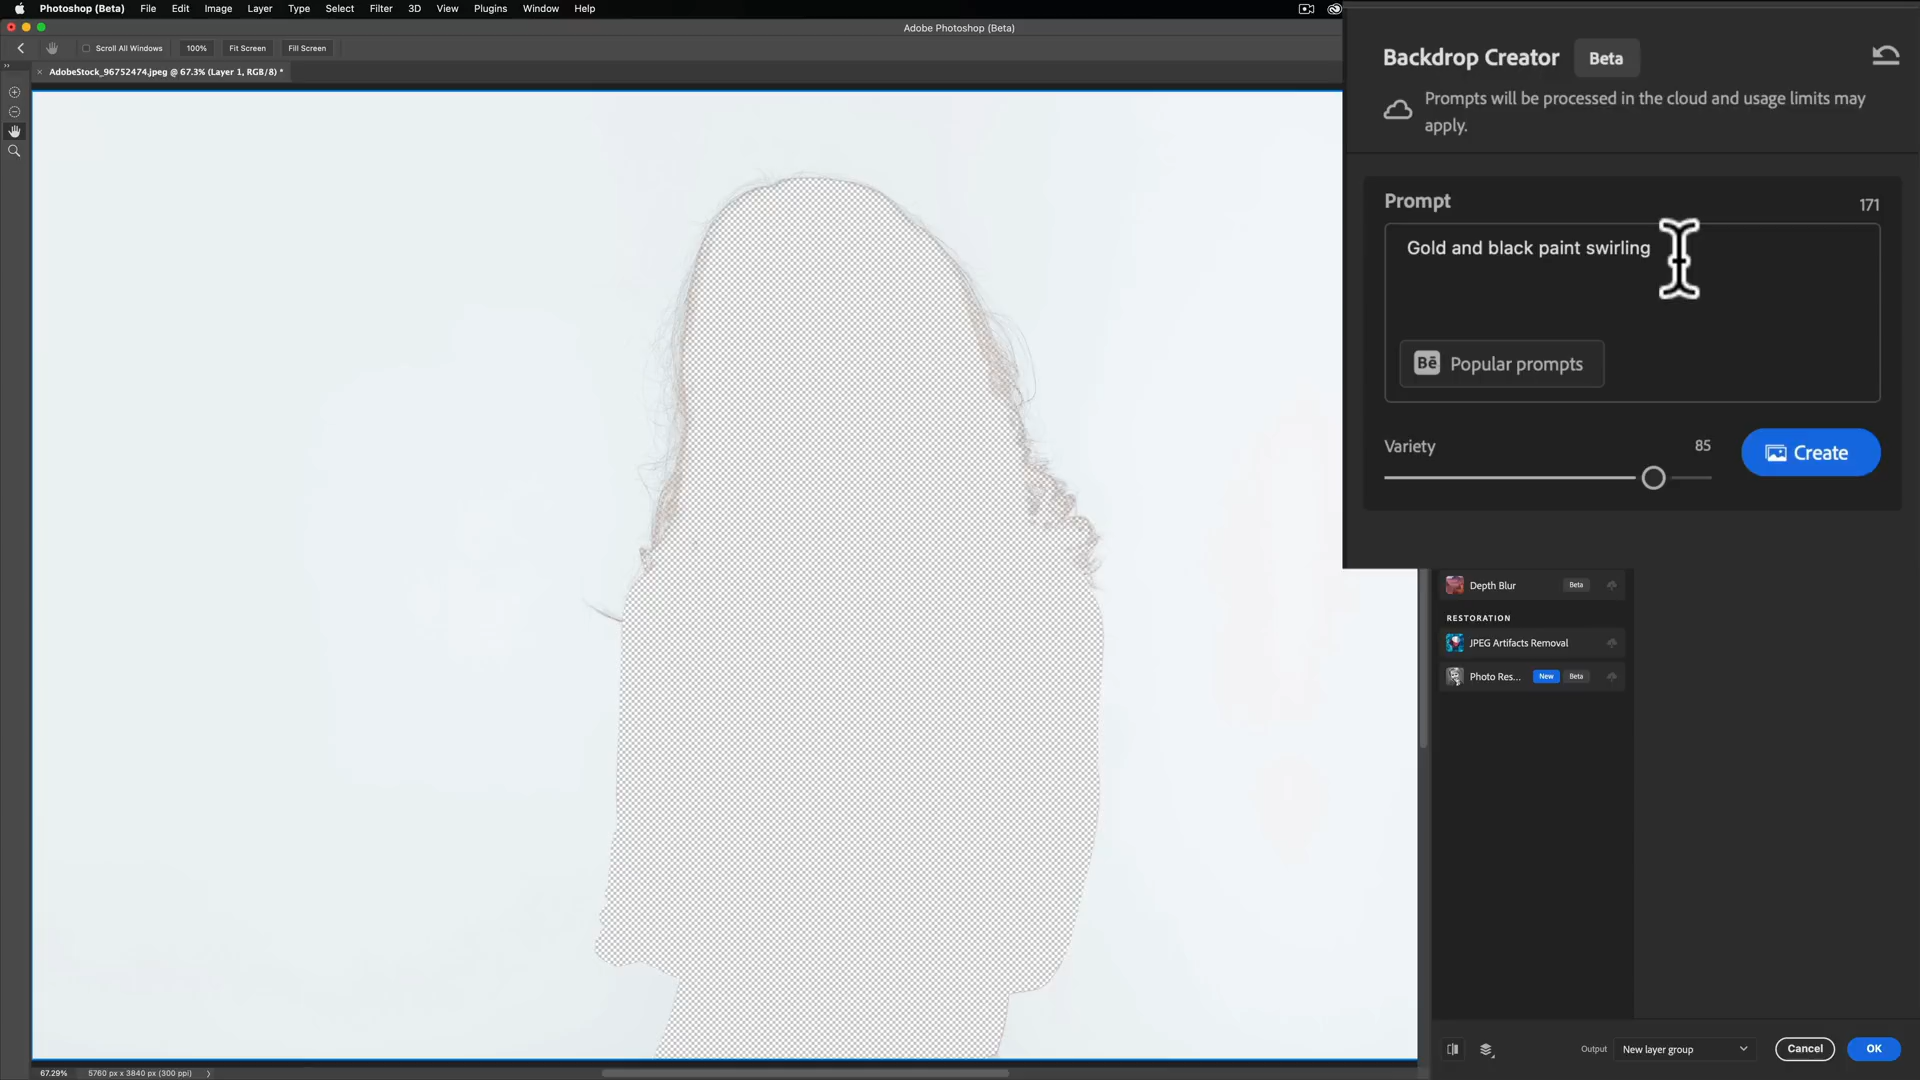 Photoshop (Beta) File Edit Image Layer Type Select Filter 3D View Plugins Window Help
Adobe Photoshop (Beta)
Scroll All Windows 100% Fit Screen Fill Screen
AdobeStock_96752474.jpeg @ 67.3% (Layer 1, RGB/8) *
Backdrop Creator Beta
Prompts will be processed in the cloud and usage limits may
apply.
Prompt 171
Gold and black paint swirling
Bē Popular prompts
Variety 85
Create
Depth Blur Beta
RESTORATION
JPEG Artifacts Removal
Photo Res... New Beta
Output New layer group Cancel OK
67.29% 5760 px x 3840 px (300 ppi)